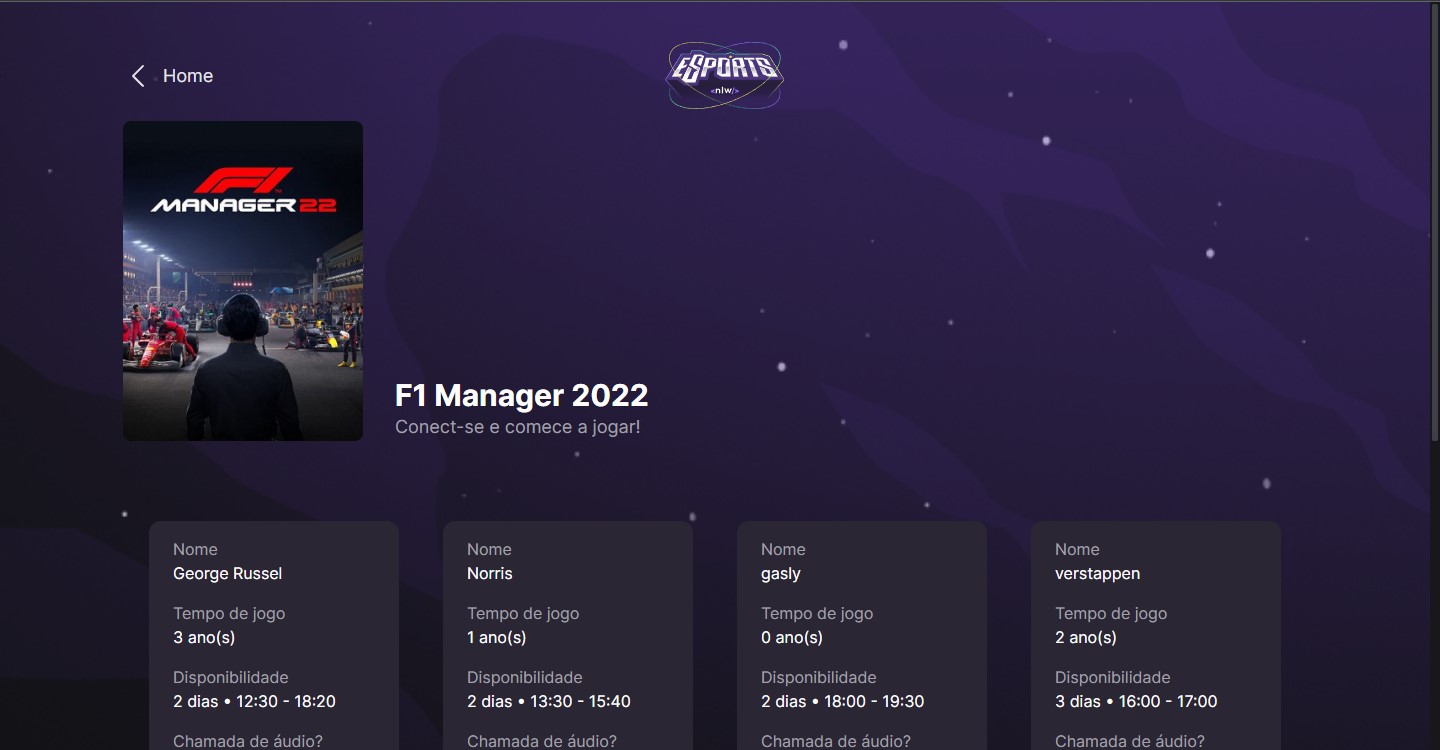 Home
ESPORTS
<nlw/>
F1
MANAGER 22
F1 Manager 2022
Conect-se e comece a jogar!
Nome
George Russel
Tempo de jogo
3 ano(s)
Disponibilidade
2 dias • 12:30 - 18:20
Chamada de áudio?
Nome
Norris
Tempo de jogo
1 ano(s)
Disponibilidade
2 dias • 13:30 - 15:40
Chamada de áudio?
Nome
gasly
Tempo de jogo
0 ano(s)
Disponibilidade
2 dias • 18:00 - 19:30
Chamada de áudio?
Nome
verstappen
Tempo de jogo
2 ano(s)
Disponibilidade
3 dias • 16:00 - 17:00
Chamada de áudio?